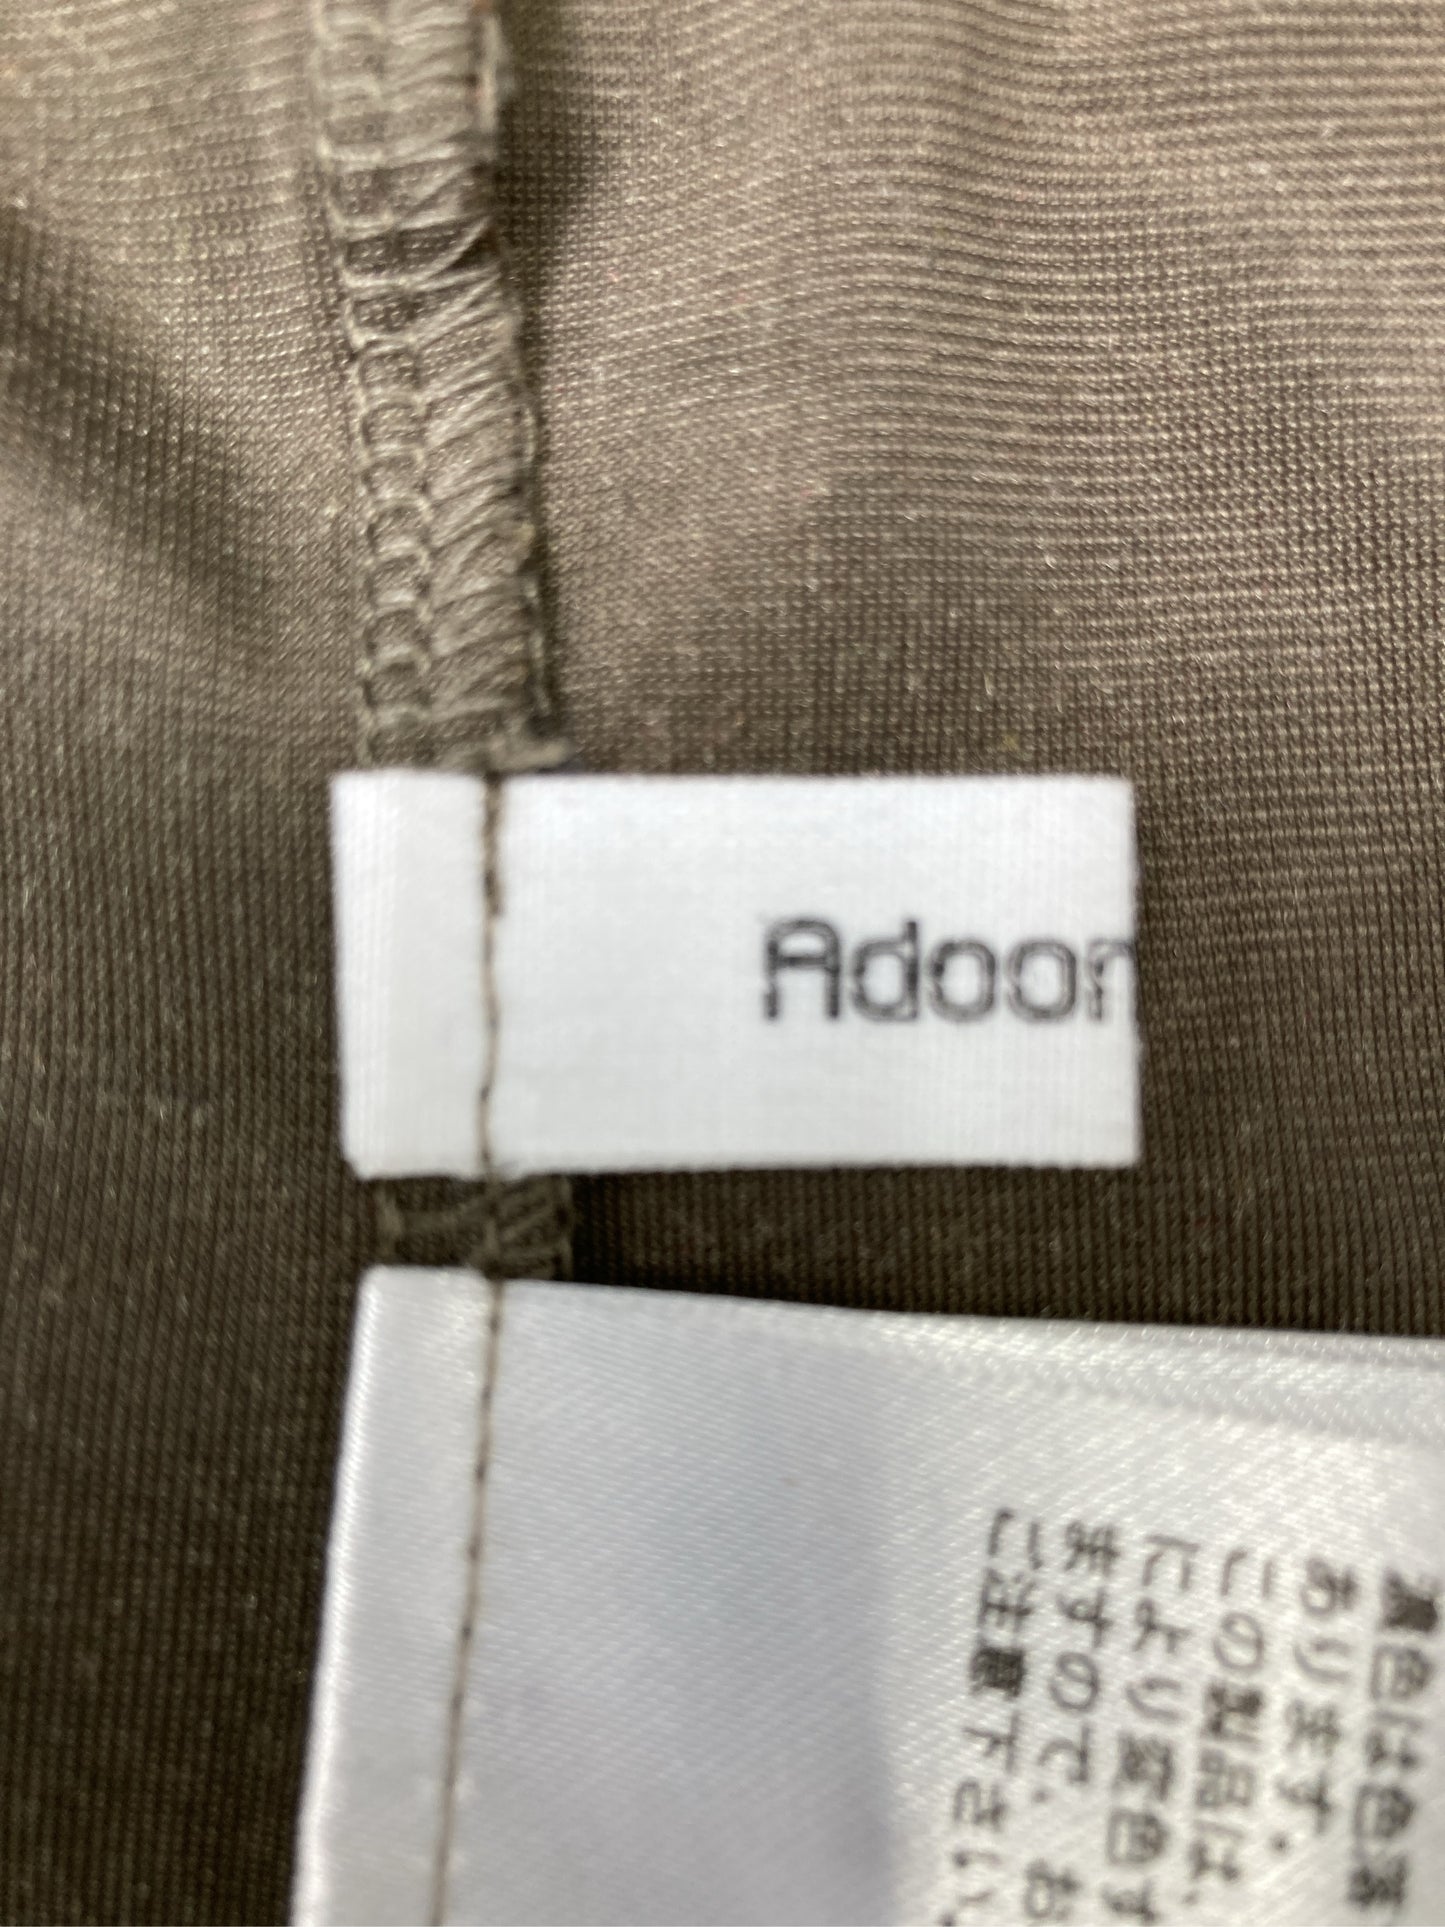 Adoor
濃色は色
あります。
この製品は、
により変色す
ますので、お
ご注意下さい。